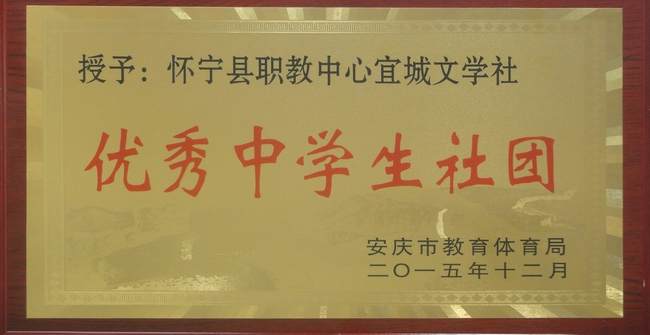 授予：怀宁县职教中心宜城文学社
优秀中学生社团
安庆市教育体育局
二〇一五年十二月